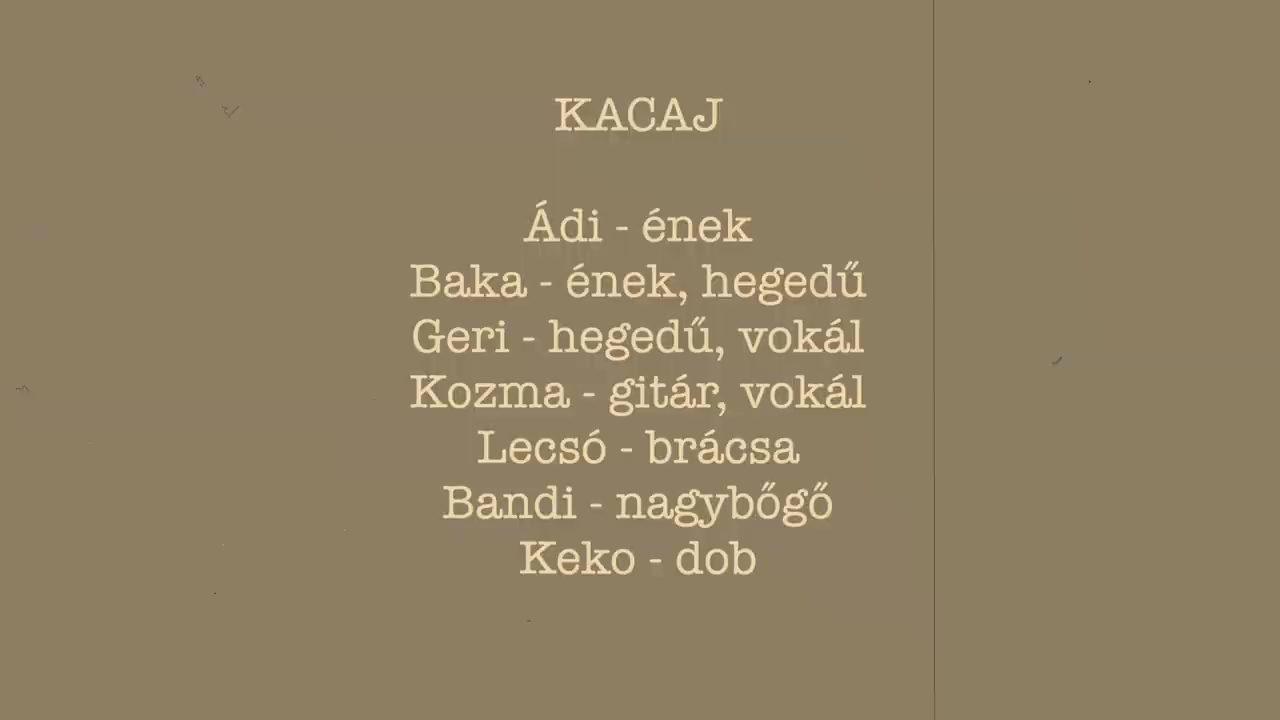 KACAJ
Ádi - ének
Baka - ének, hegedű
Geri - hegedű, vokál
Kozma - gitár, vokál
Lecsó - brácsa
Bandi - nagybőgő
Keko - dob